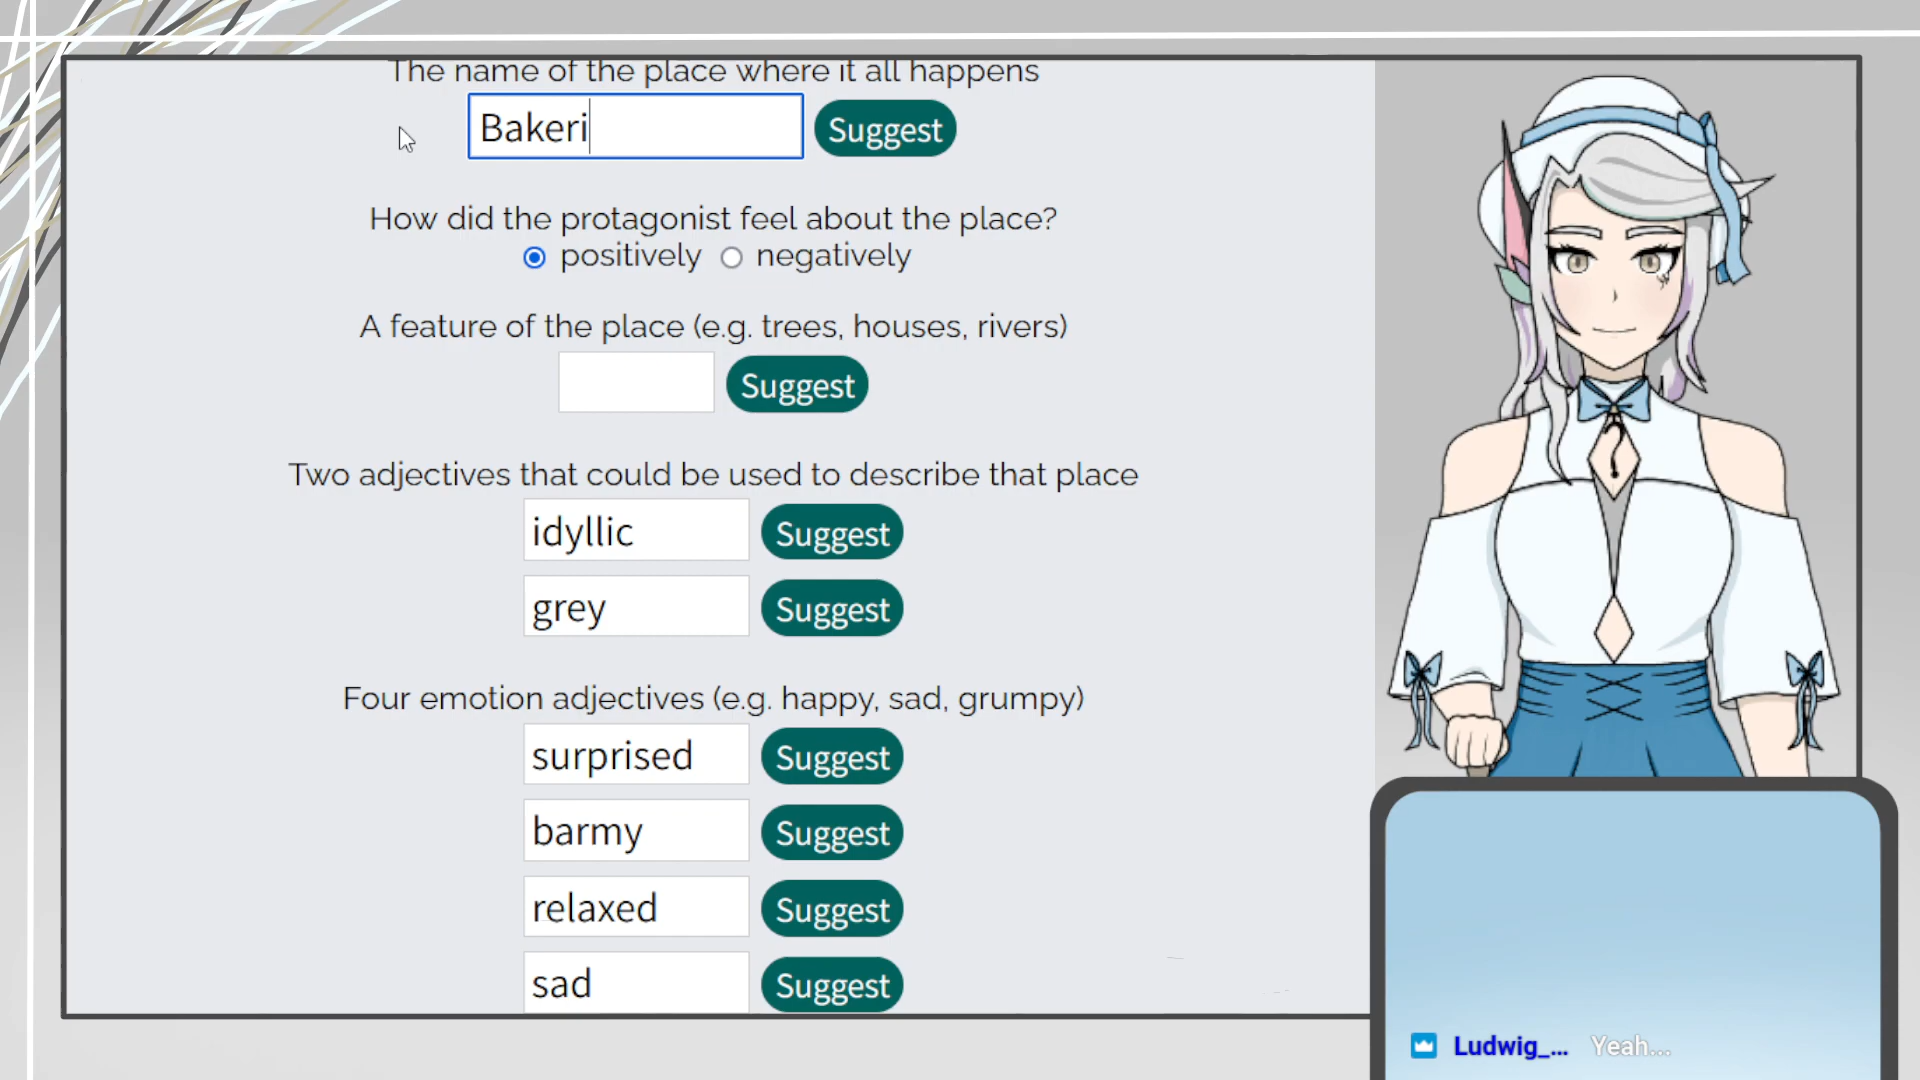 The name of the place where it all happens
Bakeri Suggest
How did the protagonist feel about the place?
positively negatively
A feature of the place (e.g. trees, houses, rivers)
Suggest
Two adjectives that could be used to describe that place
idyllic Suggest
grey Suggest
Four emotion adjectives (e.g. happy, sad, grumpy)
surprised Suggest
barmy Suggest
relaxed Suggest
sad Suggest
?
Ludwig_... Yeah...